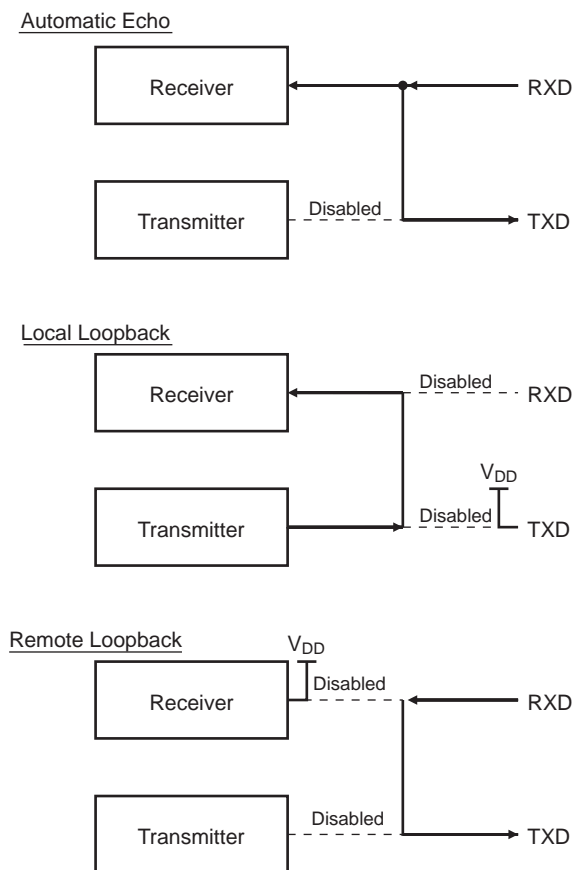 Automatic Echo
Receiver
RXD
Transmitter
Disabled
TXD
Local Loopback
Receiver
Disabled
RXD
VDD
Transmitter
Disabled
TXD
Remote Loopback
VDD
Receiver
Disabled
RXD
Transmitter
Disabled
TXD